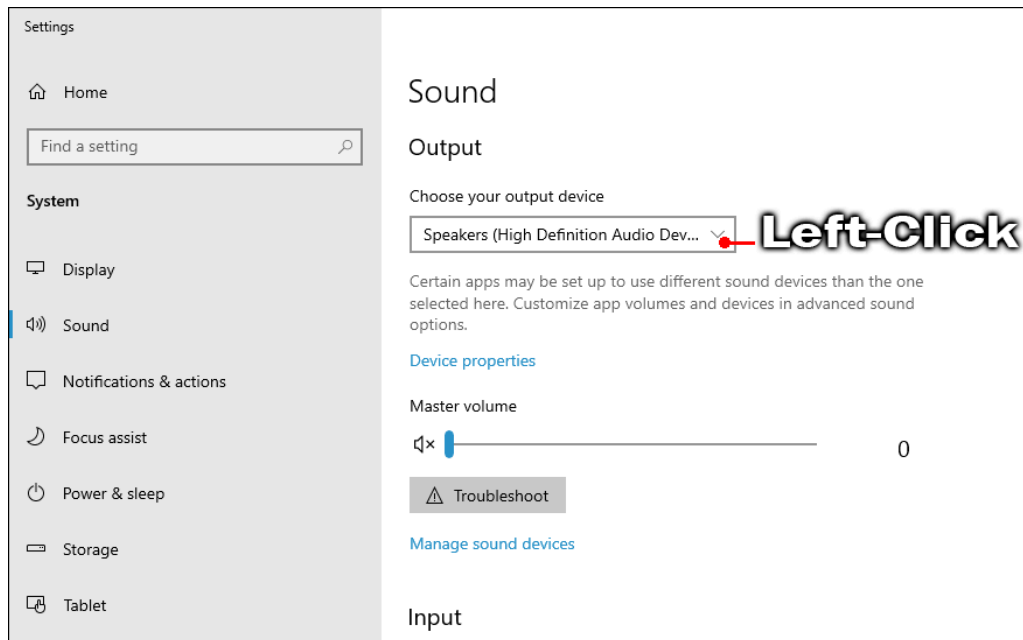 Settings
Home
Find a setting
System
Display
Sound
Notifications & actions
Focus assist
Power & sleep
Storage
Tablet
Sound
Output
Choose your output device
Speakers (High Definition Audio Dev...
Left-Click
Certain apps may be set up to use different sound devices than the one
selected here. Customize app volumes and devices in advanced sound
options.
Device properties
Master volume
0
Troubleshoot
Manage sound devices
Input